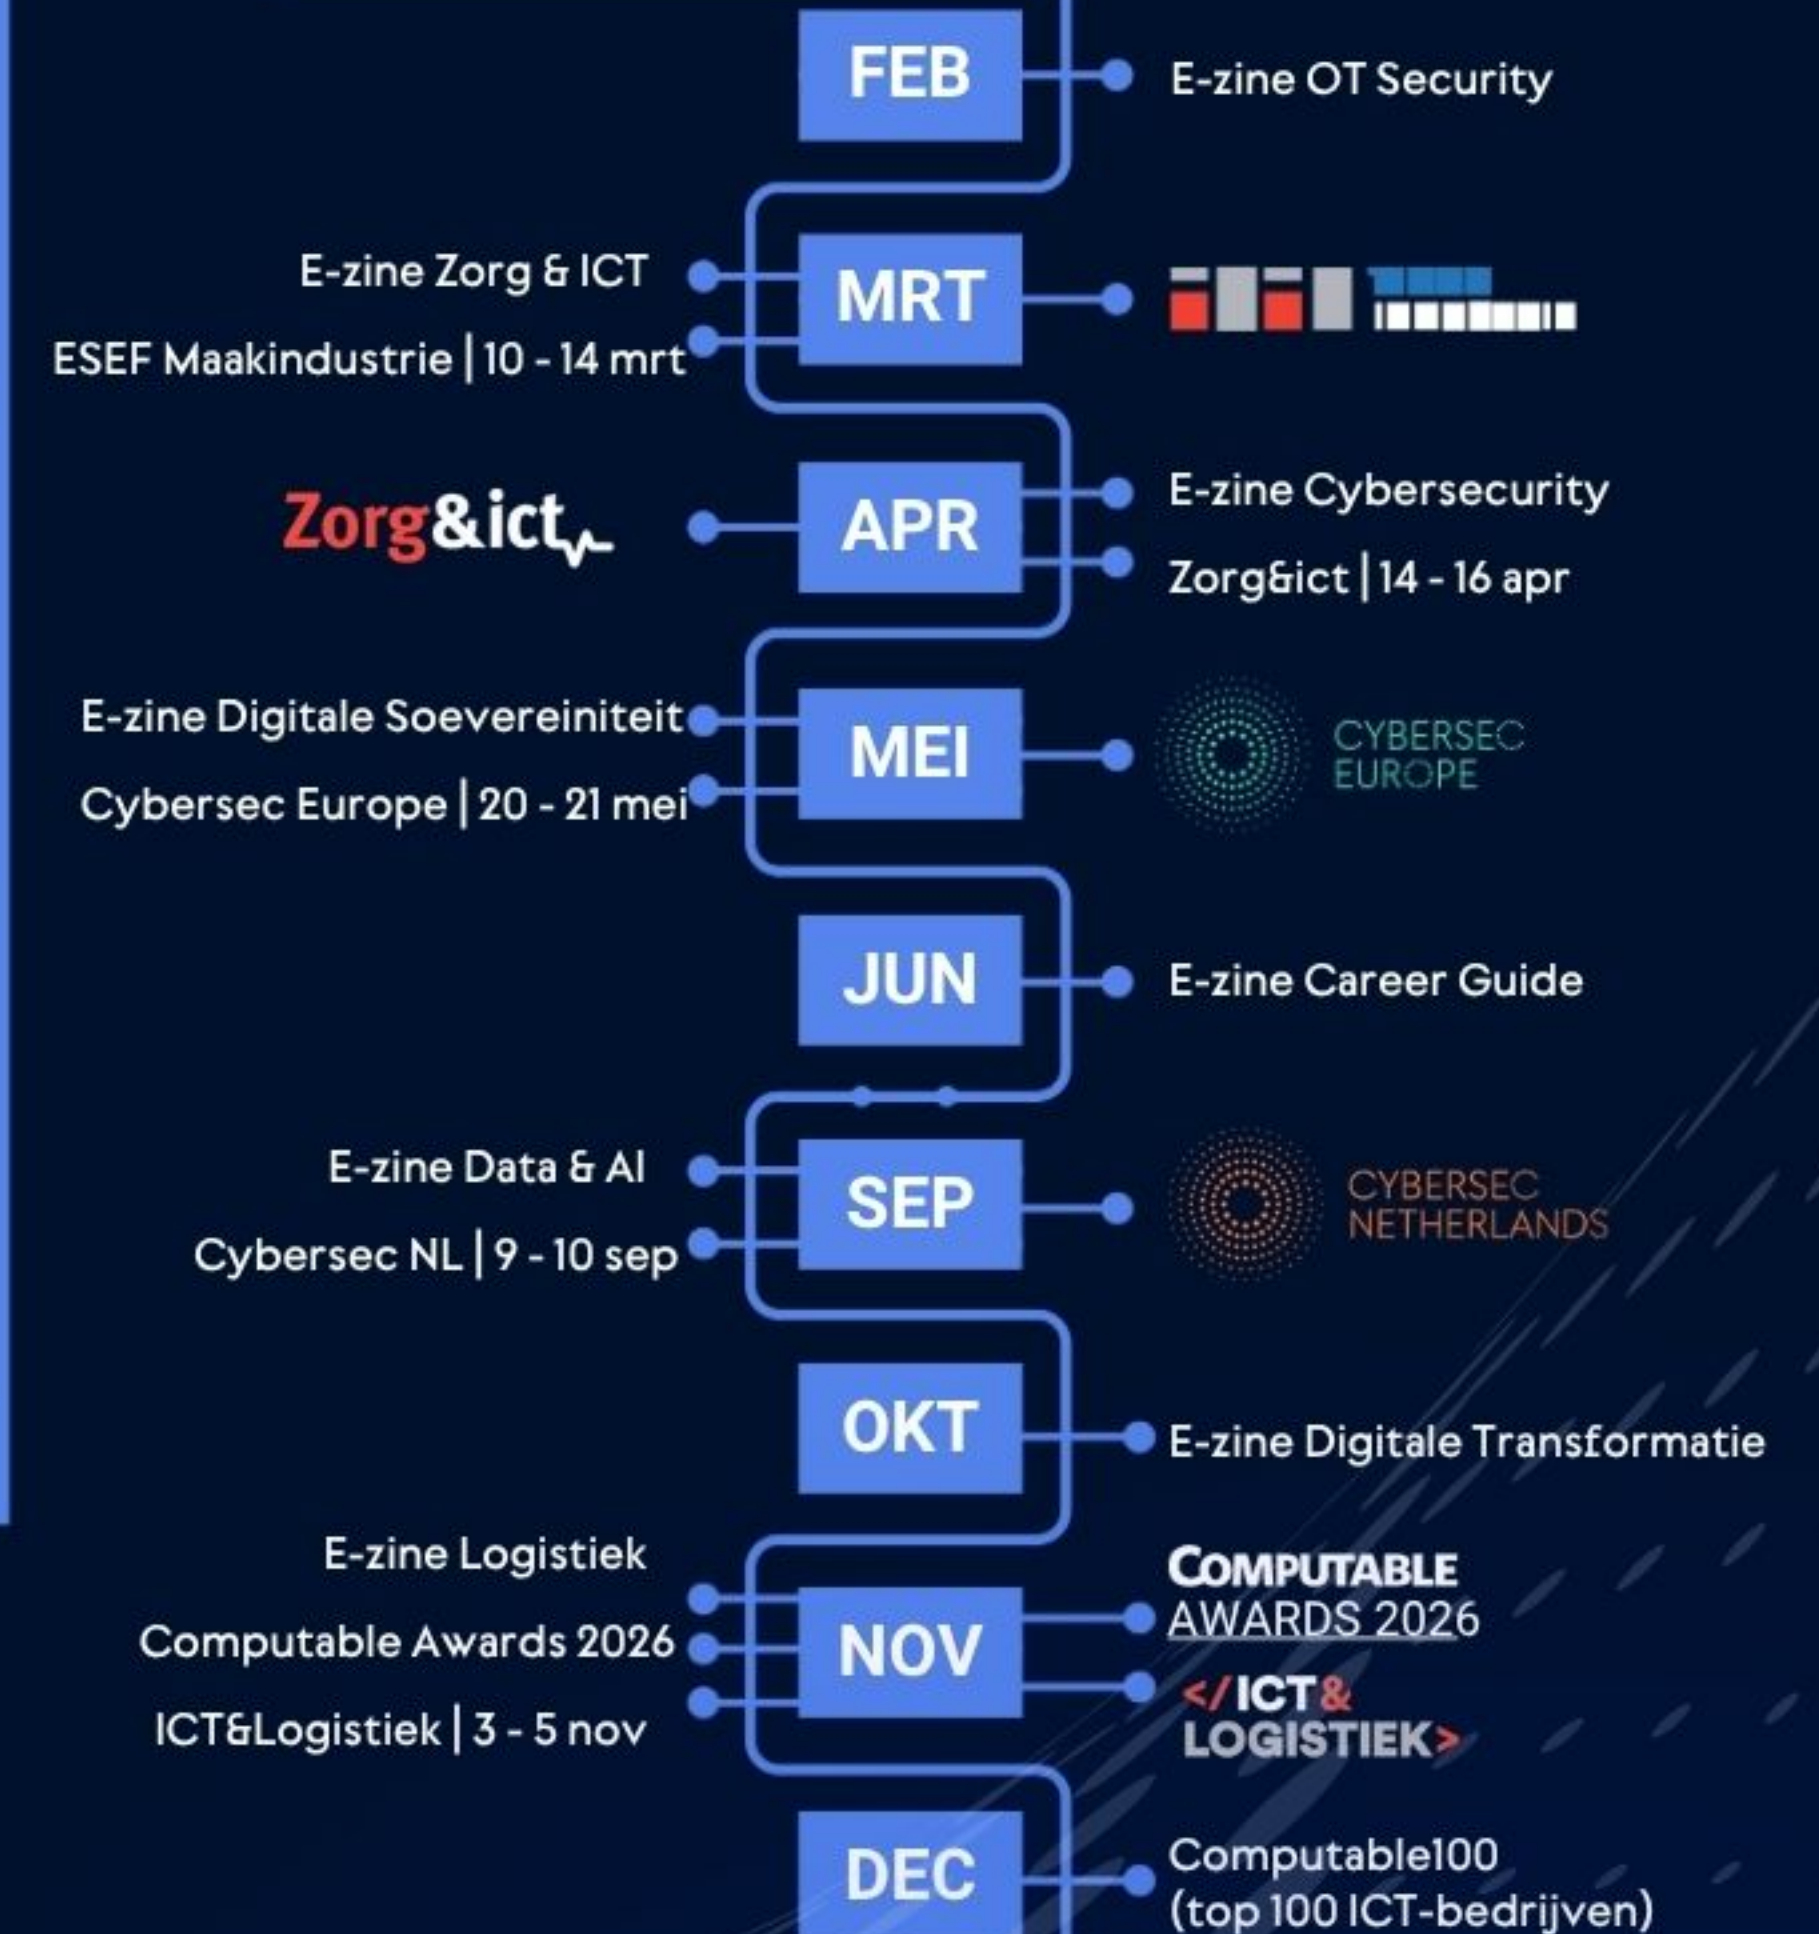 FEB
E-zine OT Security
E-zine Zorg & ICT
ESEF Maakindustrie | 10 - 14 mrt
MRT
Zorg&ict
APR
E-zine Cybersecurity
Zorg&ict | 14 - 16 apr
E-zine Digitale Soevereiniteit
Cybersec Europe | 20 - 21 mei
MEI
CYBERSEC
EUROPE
JUN
E-zine Career Guide
E-zine Data & AI
Cybersec NL | 9 - 10 sep
SEP
CYBERSEC
NETHERLANDS
OKT
E-zine Digitale Transformatie
E-zine Logistiek
Computable Awards 2026
ICT&Logistiek | 3 - 5 nov
NOV
COMPUTABLE
AWARDS 2026
</ICT&
LOGISTIEK>
DEC
Computable100
(top 100 ICT-bedrijven)